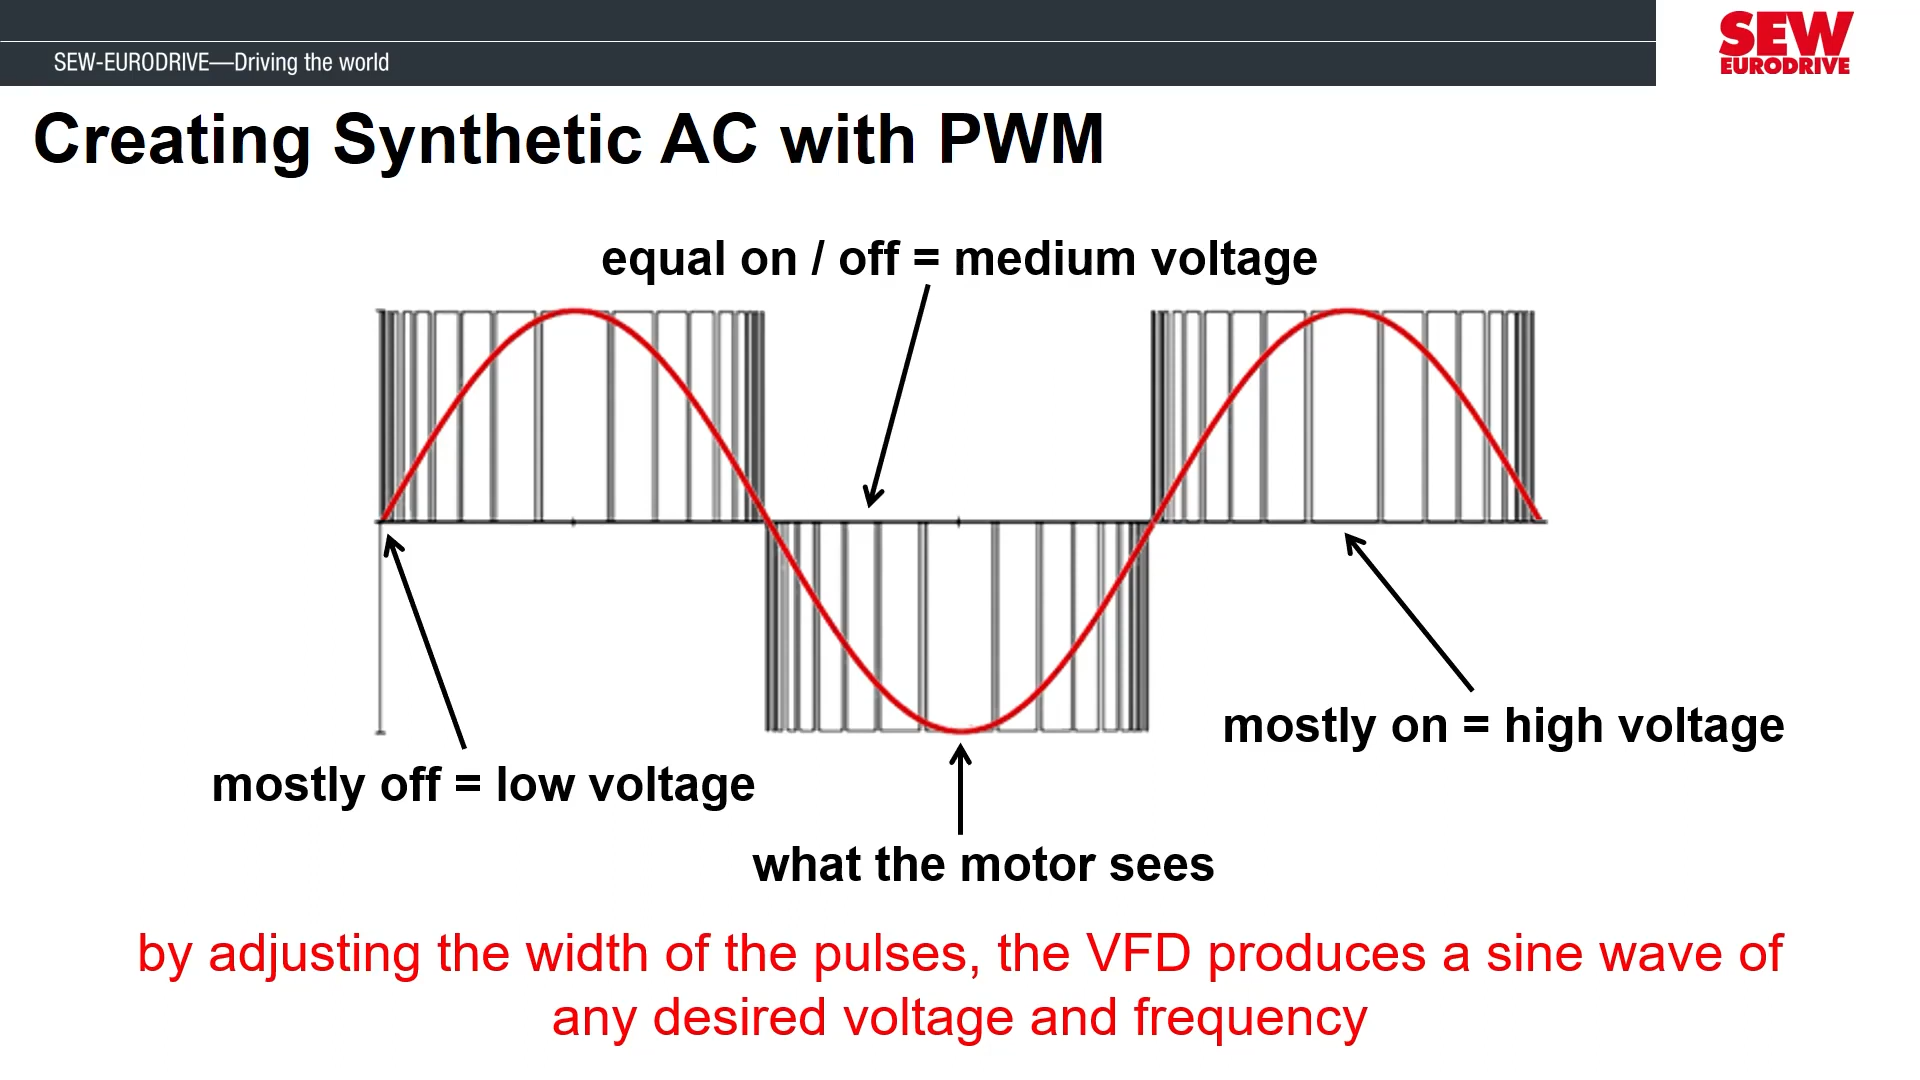 SEW-EURODRIVE—Driving the world
SEW
EURODRIVE
Creating Synthetic AC with PWM
equal on / off = medium voltage
mostly on = high voltage
mostly off = low voltage
what the motor sees
by adjusting the width of the pulses, the VFD produces a sine wave of
any desired voltage and frequency